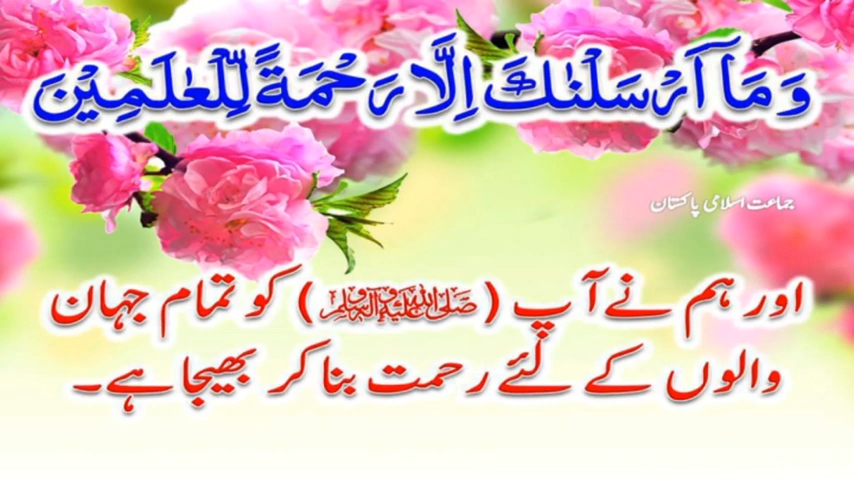 وَمَآ اَرْسَلْنٰكَ اِلَّا رَحْمَةً لِّلْعٰلَمِيْنَ
جماعت اسلامی پاکستان
اور ہم نے آپ (صلی اللہ علیہ وآلہ وسلم) کو تمام جہان
والوں کے لئے رحمت بنا کر بھیجا ہے۔